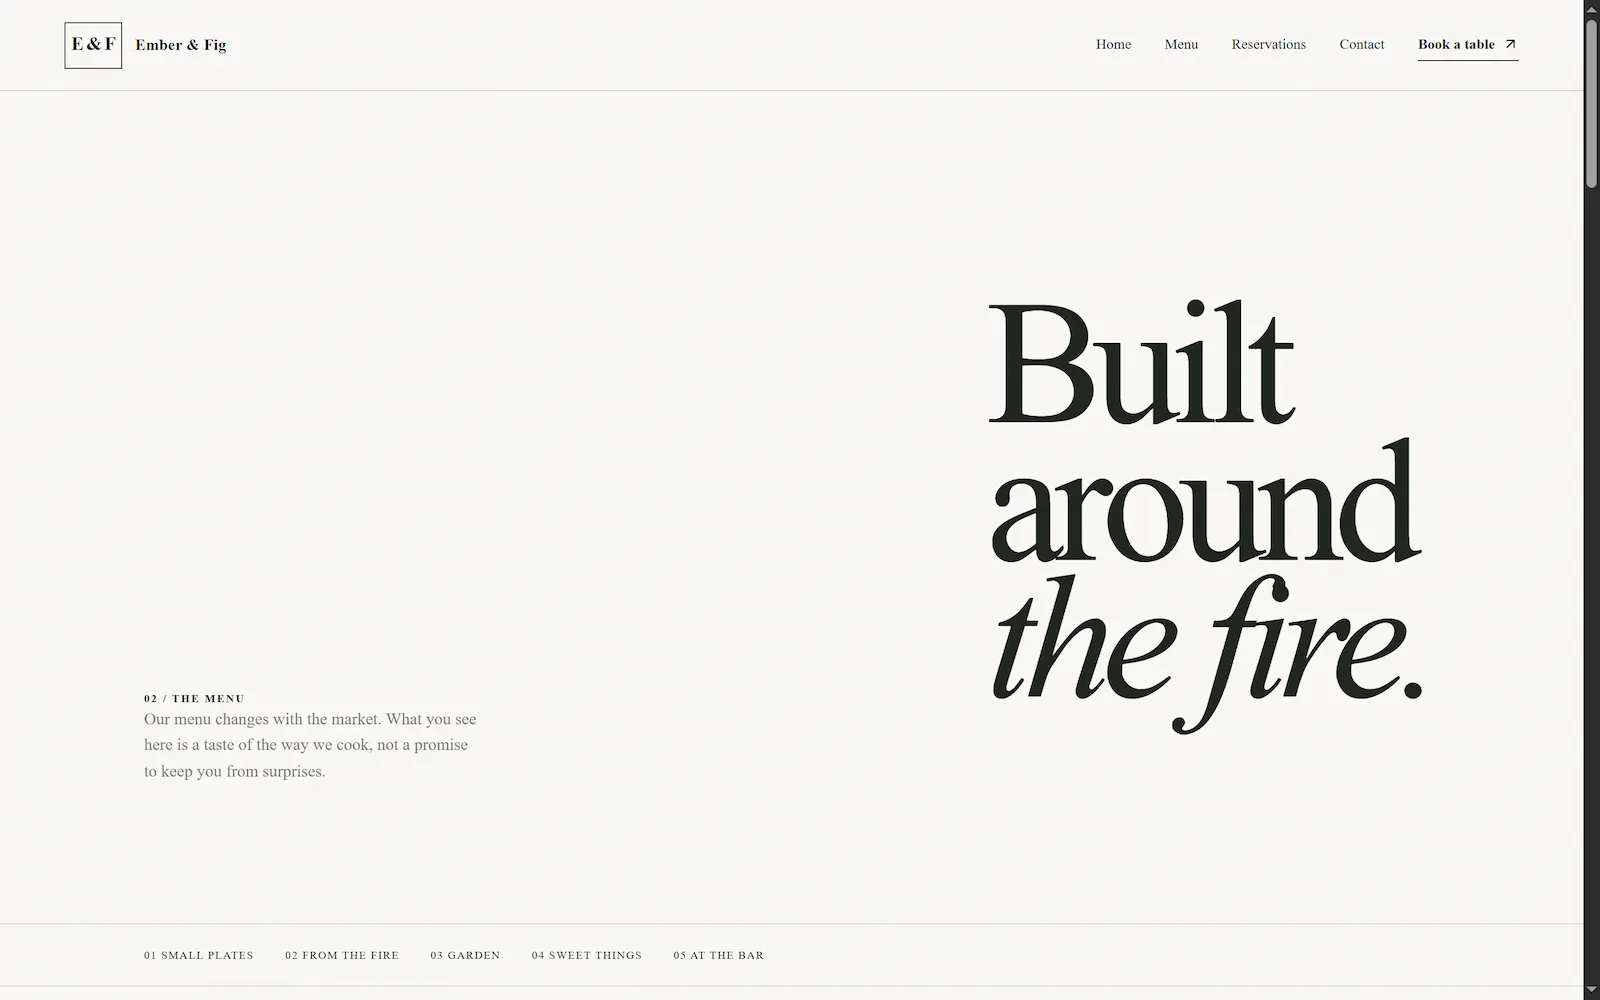 E & F
Ember & Fig
Home
Menu
Reservations
Contact
Book a table
Built
around
the fire.
02 / THE MENU
Our menu changes with the market. What you see
here is a taste of the way we cook, not a promise
to keep you from surprises.
01 SMALL PLATES
02 FROM THE FIRE
03 GARDEN
04 SWEET THINGS
05 AT THE BAR